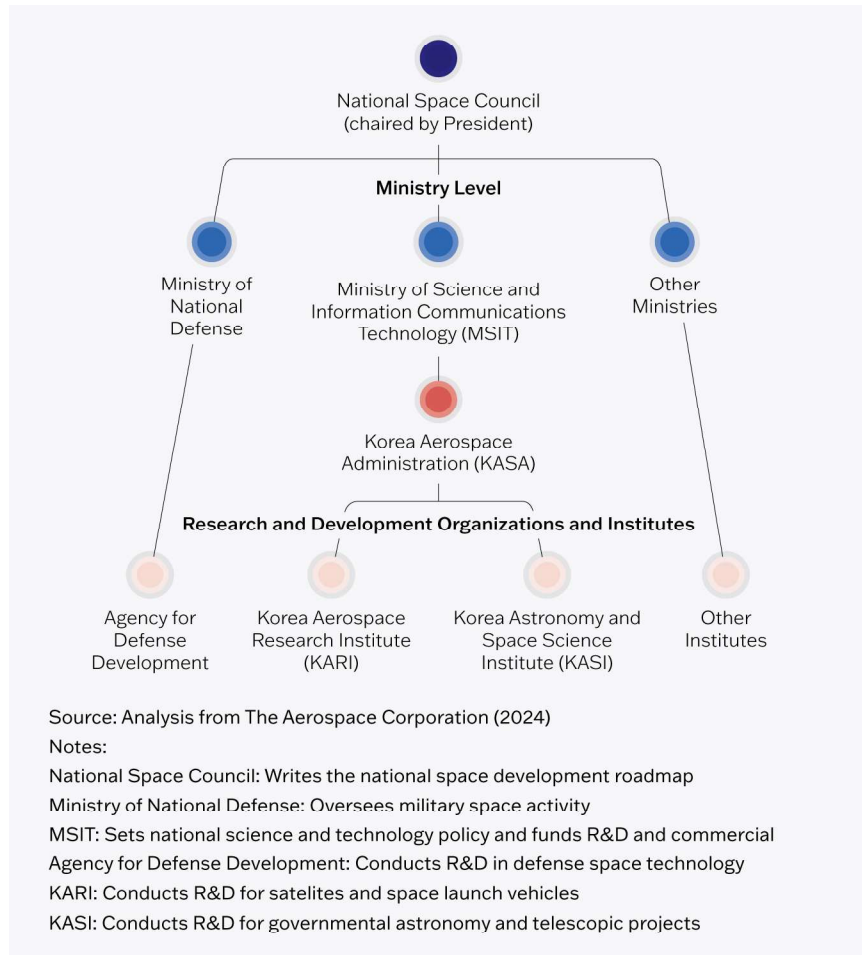 National Space Council
(chaired by President)
Ministry Level
Ministry of
National
Defense
Ministry of Science and
Information Communications
Technology (MSIT)
Other
Ministries
Korea Aerospace
Administration (KASA)
Research and Development Organizations and Institutes
Agency for
Defense
Development
Korea Aerospace
Research Institute
(KARI)
Korea Astronomy and
Space Science
Institute (KASI)
Other
Institutes
Source: Analysis from The Aerospace Corporation (2024)
Notes:
National Space Council: Writes the national space development roadmap
Ministry of National Defense: Oversees military space activity
MSIT: Sets national science and technology policy and funds R&D and commercial
Agency for Defense Development: Conducts R&D in defense space technology
KARI: Conducts R&D for satelites and space launch vehicles
KASI: Conducts R&D for governmental astronomy and telescopic projects